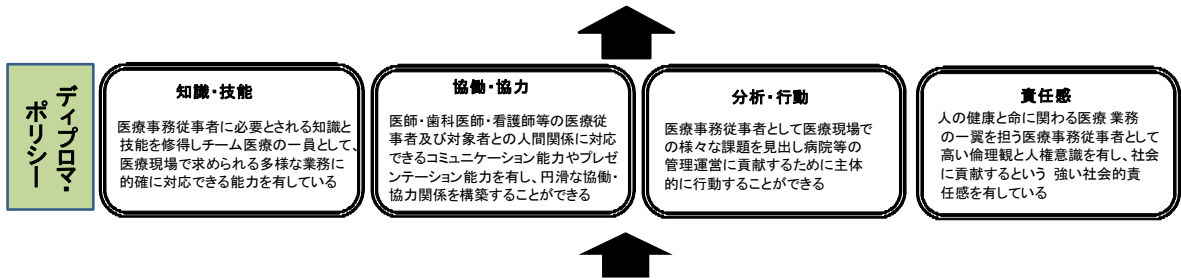 ディプロマ・
ポリシー
知識・技能
医療事務従事者に必要とされる知識と
技能を修得しチーム医療の一員として、
医療現場で求められる多様な業務に
的確に対応できる能力を有している
協働・協力
医師・歯科医師・看護師等の医療従
事者及び対象者との人間関係に対応
できるコミュニケーション能力やプレゼ
ンテーション能力を有し、円滑な協働・
協力関係を構築することができる
分析・行動
医療事務従事者として医療現場で
の様々な課題を見出し病院等の
管理運営に貢献するために主体
的に行動することができる
責任感
人の健康と命に関わる医療 業務
の一翼を担う医療事務従事者として
高い倫理観と人権意識を有し、社会
に貢献するという 強い社会的責
任感を有している